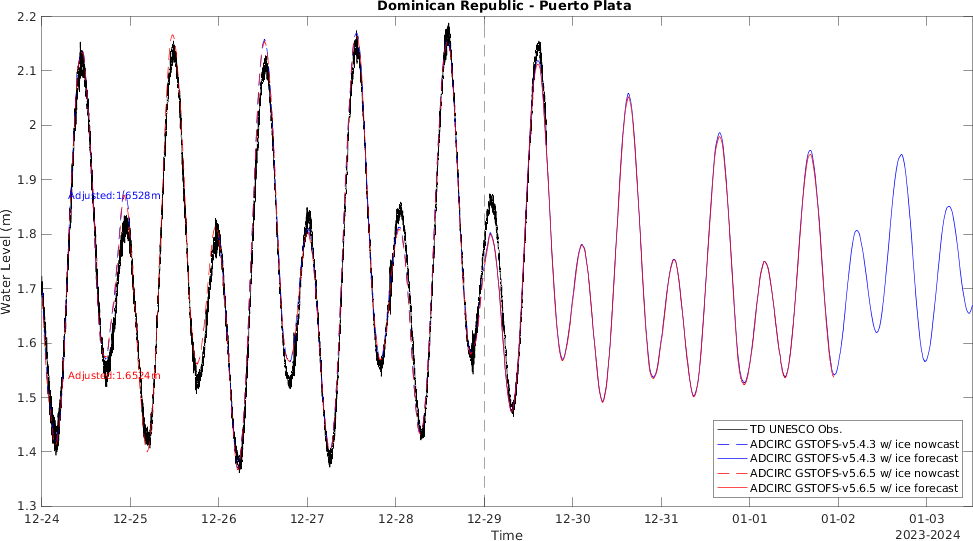 Dominican Republic - Puerto Plata
2.2
2.1
2
1.9
1.8
1.7
1.6
1.5
1.4
1.3
Water Level (m)
Adjusted:1.6528m
Adjusted:1.6524m
TD UNESCO Obs.
ADCIRC GSTOFS-v5.4.3 w/ ice nowcast
ADCIRC GSTOFS-v5.4.3 w/ ice forecast
ADCIRC GSTOFS-v5.6.5 w/ ice nowcast
ADCIRC GSTOFS-v5.6.5 w/ ice forecast
12-24 12-25 12-26 12-27 12-28 12-29 12-30 12-31 01-01 01-02 01-03
Time
2023-2024